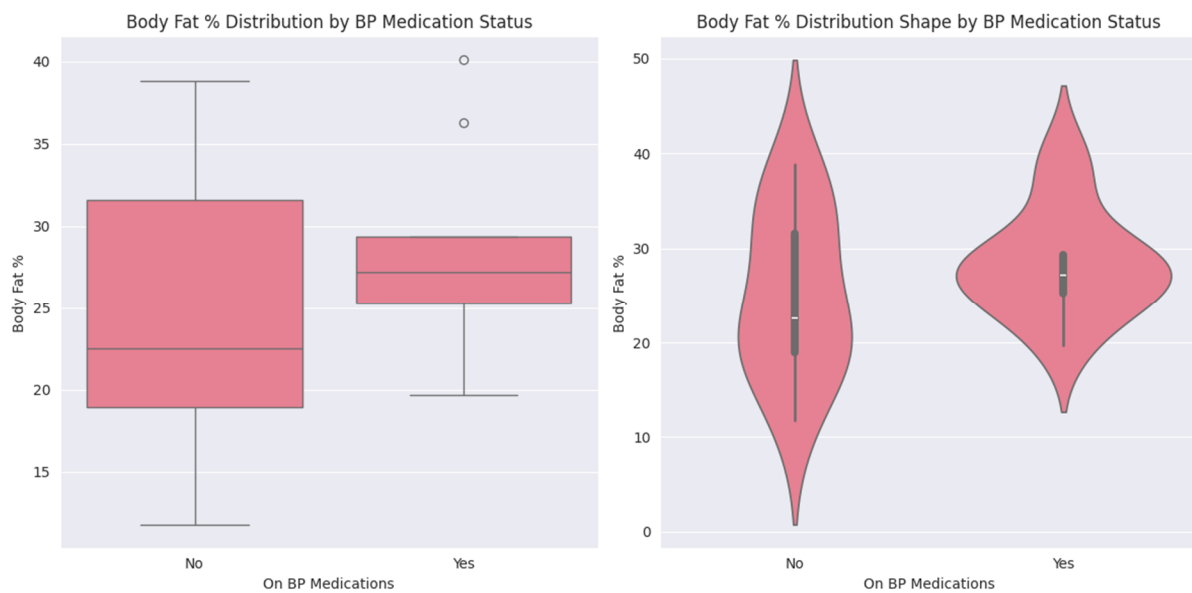 Body Fat % Distribution by BP Medication Status
40
35
30
25
20
15
Body Fat %
No
Yes
On BP Medications
Body Fat % Distribution Shape by BP Medication Status
50
40
30
20
10
0
Body Fat %
No
Yes
On BP Medications